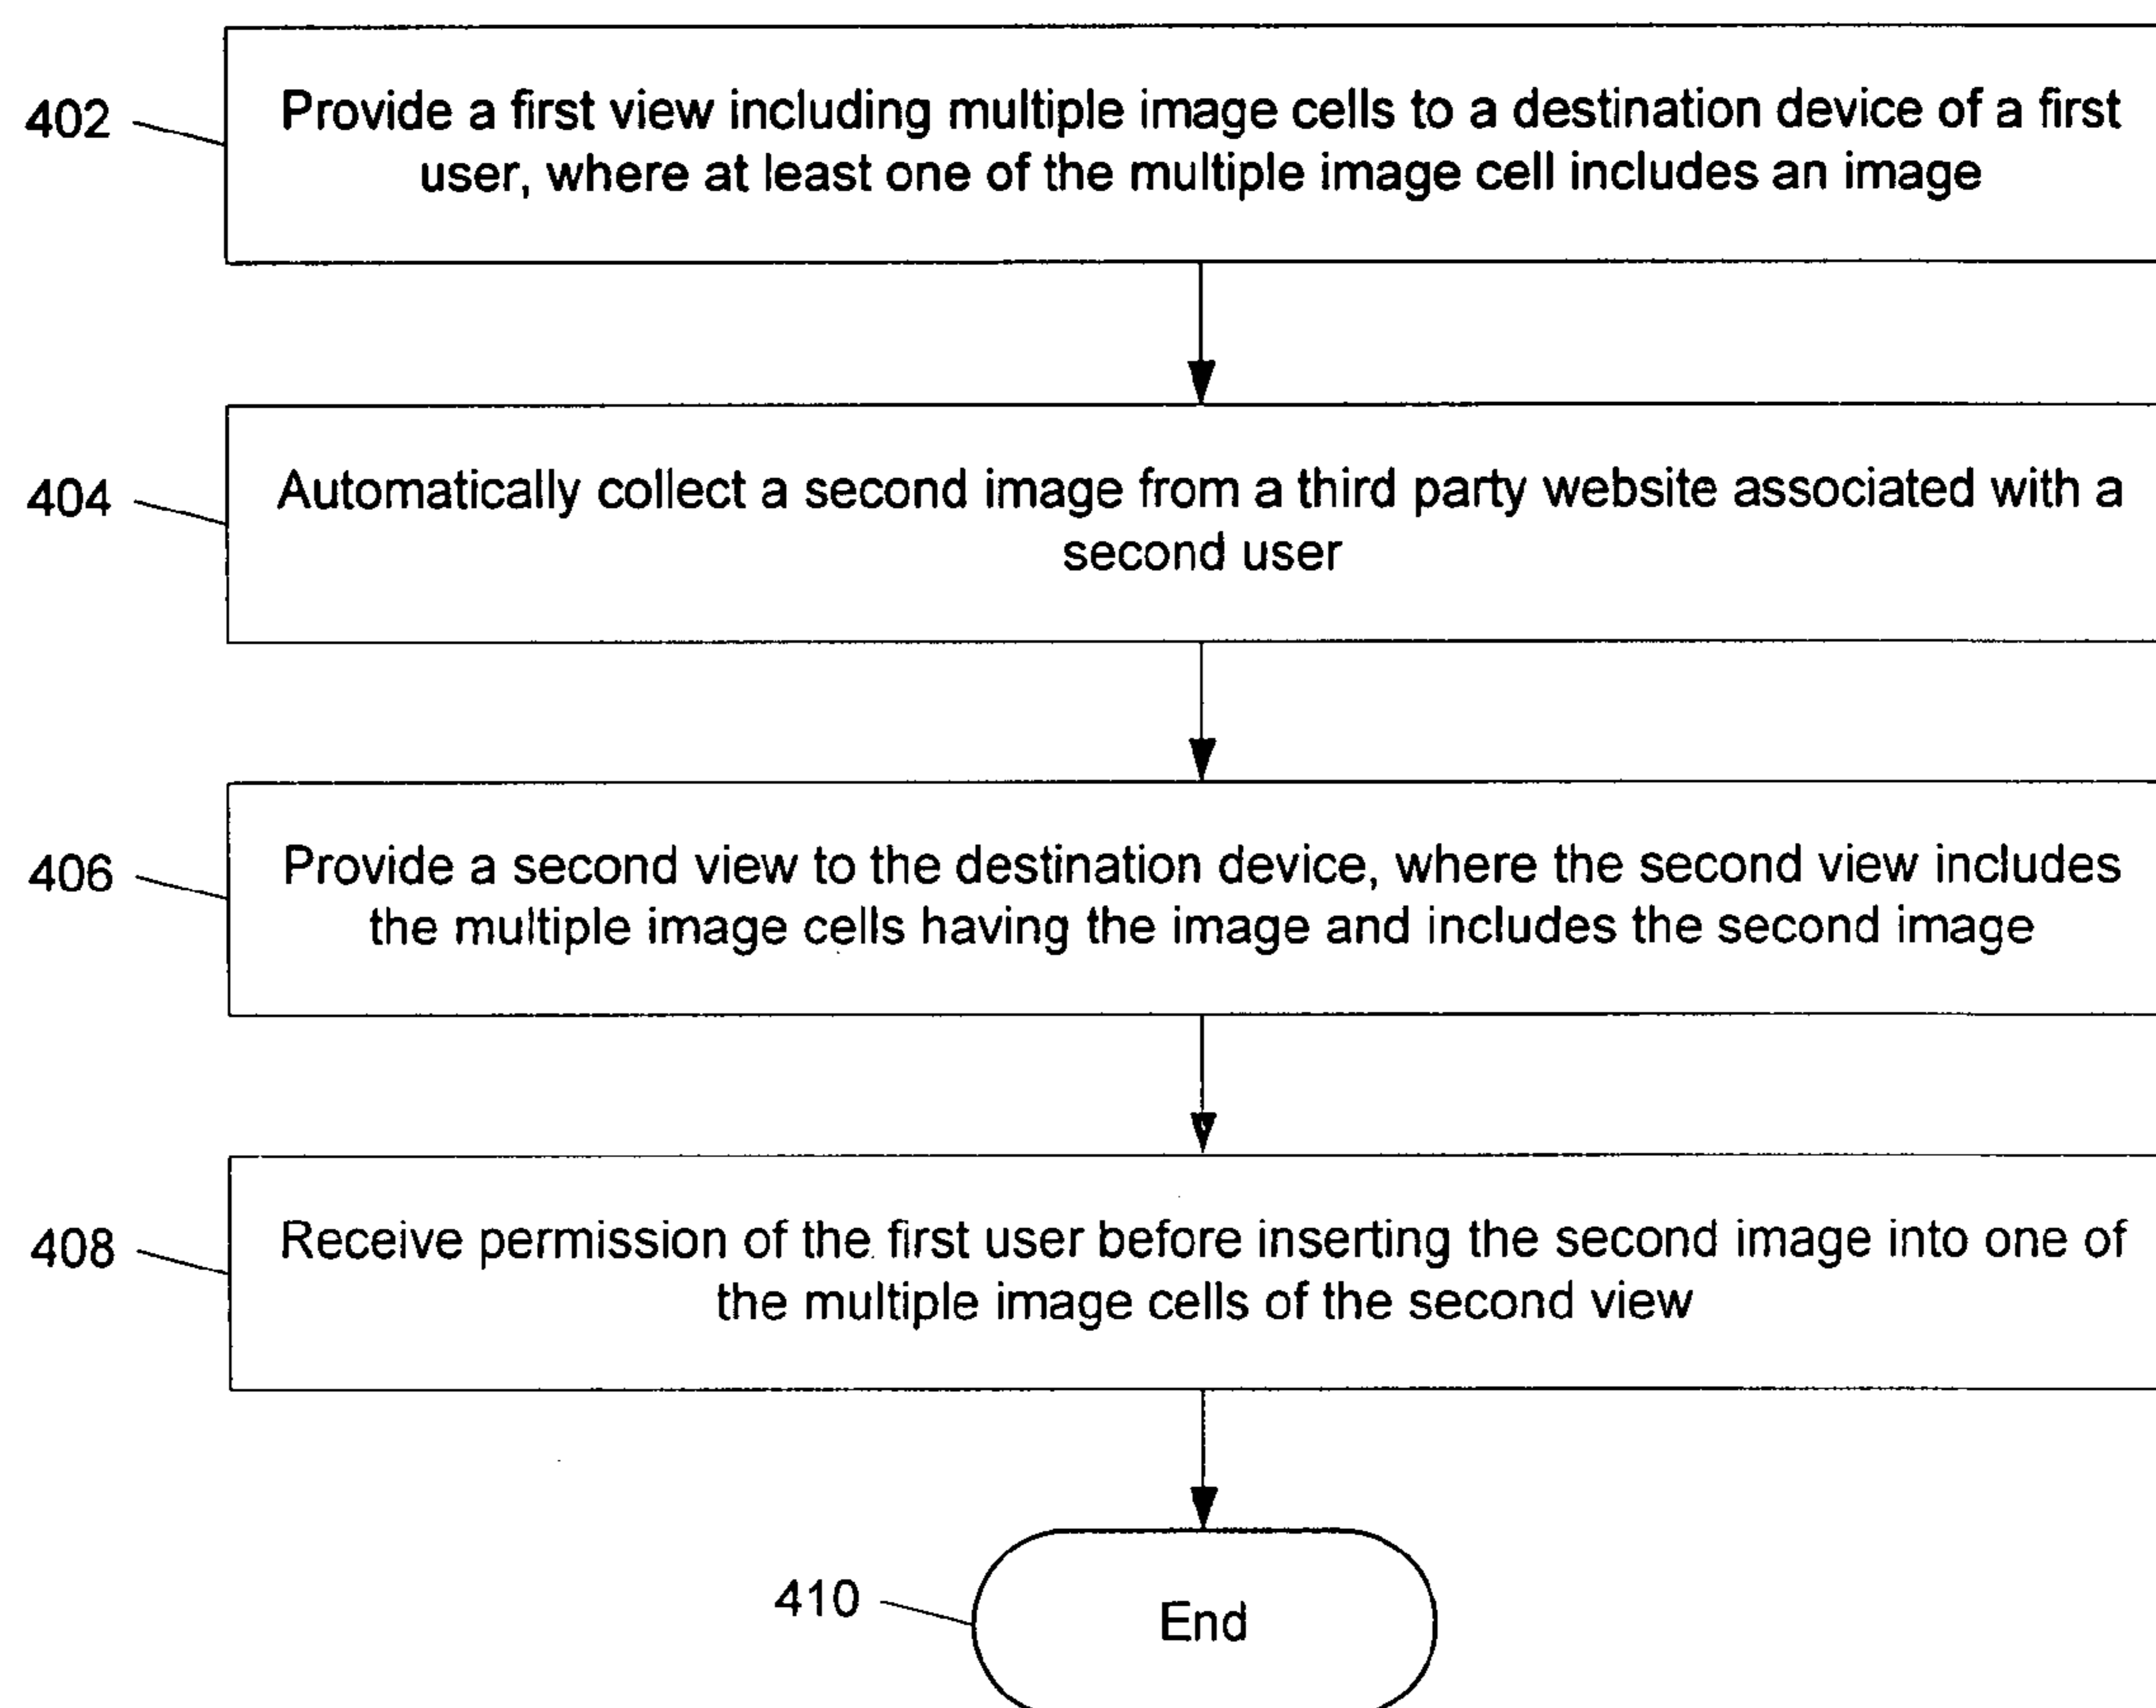 402
Provide a first view including multiple image cells to a destination device of a first
user, where at least one of the multiple image cell includes an image
404
Automatically collect a second image from a third party website associated with a
second user
406
Provide a second view to the destination device, where the second view includes
the multiple image cells having the image and includes the second image
408
Receive permission of the first user before inserting the second image into one of
the multiple image cells of the second view
410
End